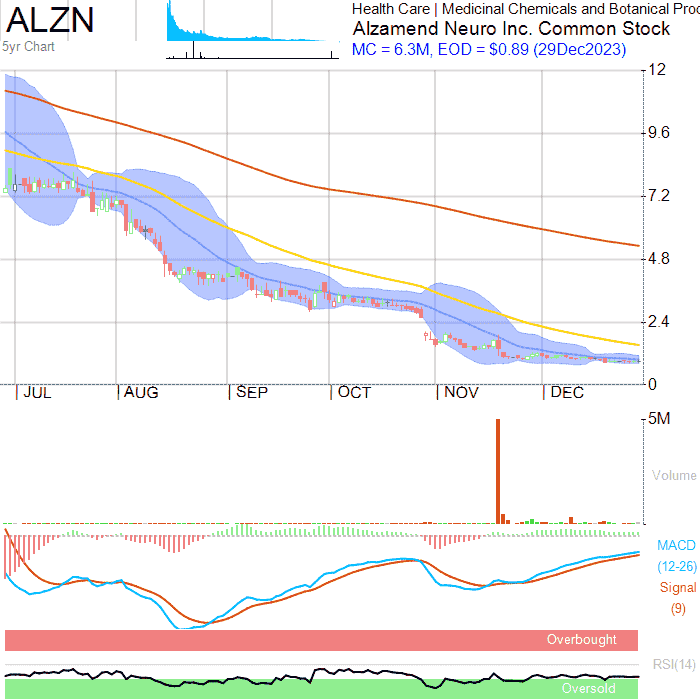 ALZN
5yr Chart
Health Care | Medicinal Chemicals and Botanical Proc
Alzamend Neuro Inc. Common Stock
MC = 6.3M, EOD = $0.89 (29Dec2023)
12
9.6
7.2
4.8
2.4
0
JUL AUG SEP OCT NOV DEC
5M
Volume
MACD
(12-26)
Signal
(9)
Overbought
RSI(14)
Oversold